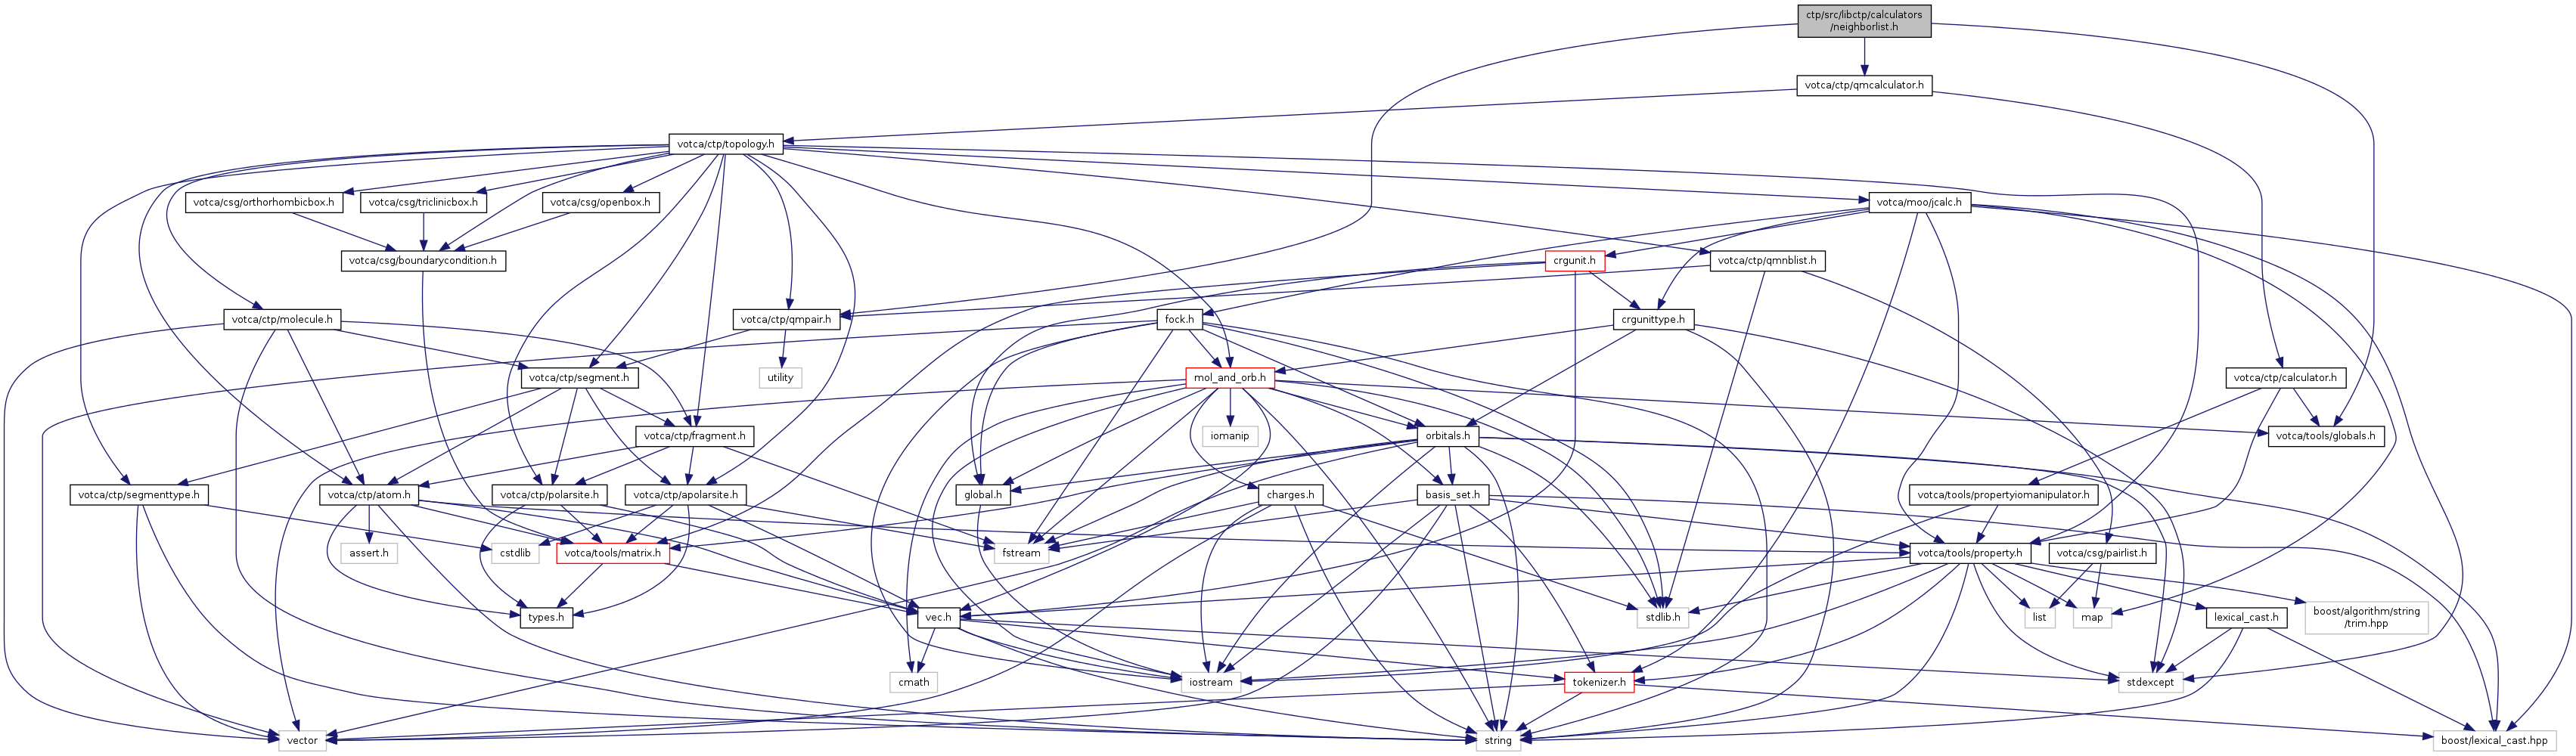 ctp/src/libctp/calculators
/neighborlist.h
votca/ctp/qmcalculator.h
votca/ctp/topology.h
votca/csg/orthorhombicbox.h
votca/csg/triclinicbox.h
votca/csg/openbox.h
votca/moo/jcalc.h
votca/csg/boundarycondition.h
crgunit.h
votca/ctp/qmnblist.h
votca/ctp/molecule.h
votca/ctp/qmpair.h
fock.h
crgunittype.h
votca/ctp/segment.h
utility
mol_and_orb.h
votca/ctp/calculator.h
votca/ctp/fragment.h
iomanip
orbitals.h
votca/tools/globals.h
votca/ctp/segmenttype.h
votca/ctp/atom.h
votca/ctp/polarsite.h
votca/ctp/apolarsite.h
global.h
charges.h
basis_set.h
votca/tools/propertyiomanipulator.h
assert.h
cstdlib
votca/tools/matrix.h
fstream
votca/tools/property.h
votca/csg/pairlist.h
types.h
vec.h
stdlib.h
list
map
lexical_cast.h
boost/algorithm/string
/trim.hpp
cmath
iostream
tokenizer.h
stdexcept
vector
string
boost/lexical_cast.hpp